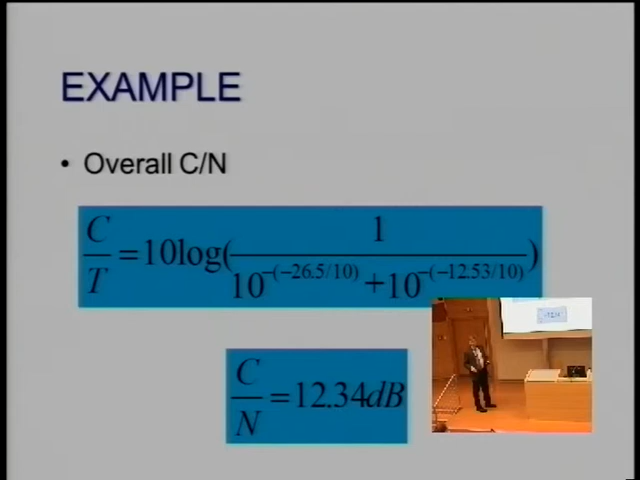 EXAMPLE
• Overall C/N
C/T = 10log(1/(10^−(−26.5/10) + 10^−(−12.53/10)))
C/N = 12.34dB